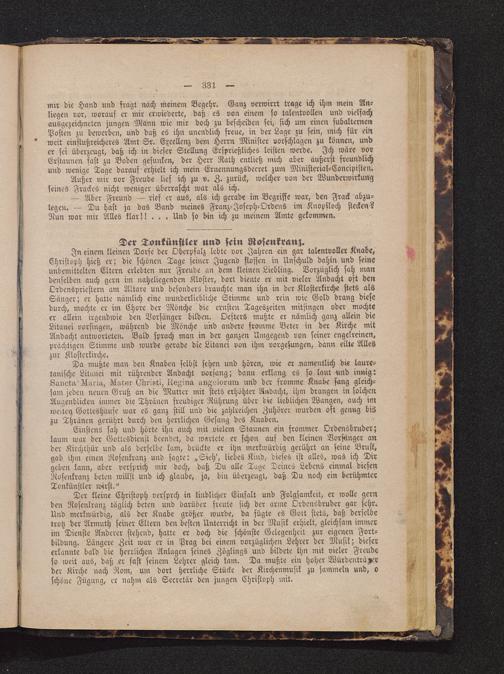 — 331 —
mir die Hand und fragt nach meinem Begehr. Ganz verwirrt trage ich ihm mein An-
liegen vor, worauf er mir erwiederte, daß es von einem so talentvollen und vielfach
ausgezeichneten jungen Mann wie mir doch zu bescheiden sei, sich um einen subalternen
Posten zu bewerben, und daß es ihn unendlich freue, in der Lage zu sein, mich für ein
weit einflußreicheres Amt Sr. Exzellenz dem Herrn Minister vorschlagen zu können, und
er sei überzeugt, daß ich in dieser Stellung Ersprießliches leisten werde. Ich wäre vor
Erstaunen fast zu Boden gesunken, der Herr Rath entließ mich aber äußerst freundlich
und wenige Tage darauf erhielt ich mein Ernennungsdecret zum Ministerial-Concipisten.
Außer mir vor Freude lief ich zu v. Z. zurück, welcher von der Wunderwirkung
seines Frackes nicht weniger überrascht war als ich.
— Aber Freund — rief er aus, als ich gerade im Begriffe war, den Frack abzu-
legen. — Du hast ja das Band meines Franz-Joseph-Ordens im Knopfloch stecken?
Nun war mir Alles klar!! . . . Und so bin ich zu meinem Amte gekommen.
Der Tonkünstler und sein Rosenkranz.
In einem kleinen Dorfe der Oberpfalz lebte vor Jahren ein gar talentvoller Knabe,
Christoph hieß er; die schönen Tage seiner Jugend flossen in Unschuld dahin und seine
unbemittelten Eltern erlebten nur Freude an dem kleinen Liebling. Vorzüglich sah man
denselben auch gern im nahgeliegenden Kloster, dort diente er mit vieler Andacht oft den
Ordenspriestern am Altare und besonders brauchte man ihn in der Klosterkirche stets als
Sänger; er hatte nämlich eine wunderliebliche Stimme und rein wie Gold drang diese
durch, mochte er im Chore der Mönche die ernsten Tageszeiten mitsingen oder mochte
er allein irgendwie den Vorsänger bilden. Oefters mußte er nämlich ganz allein die
Litanei vorsingen, während die Mönche und andere fromme Beter in der Kirche mit
Andacht antworteten. Bald sprach man in der ganzen Umgegend von seiner engelreinen,
prächtigen Stimme und wurde gerade die Litanei von ihm vorgesungen, dann eilte Alles
zur Klosterkirche.
Da mußte man den Knaben selbst sehen und hören, wie er namentlich die laure-
tanische Litanei mit rührender Andacht vorsang; dann erklang es so laut und innig:
Sancta Maria, Mater Christi, Regina angelorum und der fromme Knabe sang gleich-
sam jeden neuen Gruß an die Mutter mit stets erhöhter Andacht, ihm drangen in solchen
Augenblicken immer die Thränen freudiger Rührung über die lieblichen Wangen, auch im
weiten Gotteshause war es ganz still und die zahlreichen Zuhörer wurden oft genug bis
zu Thränen gerührt durch den herrlichen Gesang des Knaben.
Einstens sah und hörte ihn auch mit vielem Staunen ein frommer Ordensbruder;
kaum war der Gottesdienst beendet, da wartete er schon auf den kleinen Vorsänger an
der Kirchthür und als derselbe kam, drückte er ihn merkwürdig gerührt an seine Brust,
gab ihm einen Rosenkranz und sagte: „Sieh', liebes Kind, dieses ist alles, was ich Dir
geben kann, aber versprich mir doch, daß Du alle Tage Deines Lebens einmal diesen
Rosenkranz beten willst und ich glaube, ja, bin überzeugt, daß Du noch ein berühmter
Tonkünstler wirst.“
Der kleine Christoph versprach in kindlicher Einfalt und Folgsamkeit, er wolle gern
den Rosenkranz täglich beten und darüber freute sich der arme Ordensbruder gar sehr.
Und merkwürdig, als der Knabe größer wurde, da fügte es Gott stets, daß derselbe
trotz der Armuth seiner Eltern den besten Unterricht in der Musik erhielt, gleichsam immer
im Dienste Anderer stehend, hatte er doch die schönste Gelegenheit zur eigenen Fort-
bildung. Längere Zeit war er in Prag bei einem vorzüglichen Lehrer der Musik; dieser
erkannte bald die herrlichen Anlagen seines Zöglings und bildete ihn mit vieler Freude
so weit aus, daß er fast seinem Lehrer gleich kam. Da mußte ein hoher Würdenträger
der Kirche nach Rom, um dort herrliche Stücke der Kirchenmusik zu sammeln und, o
schöne Fügung, er nahm als Secretär den jungen Christoph mit.